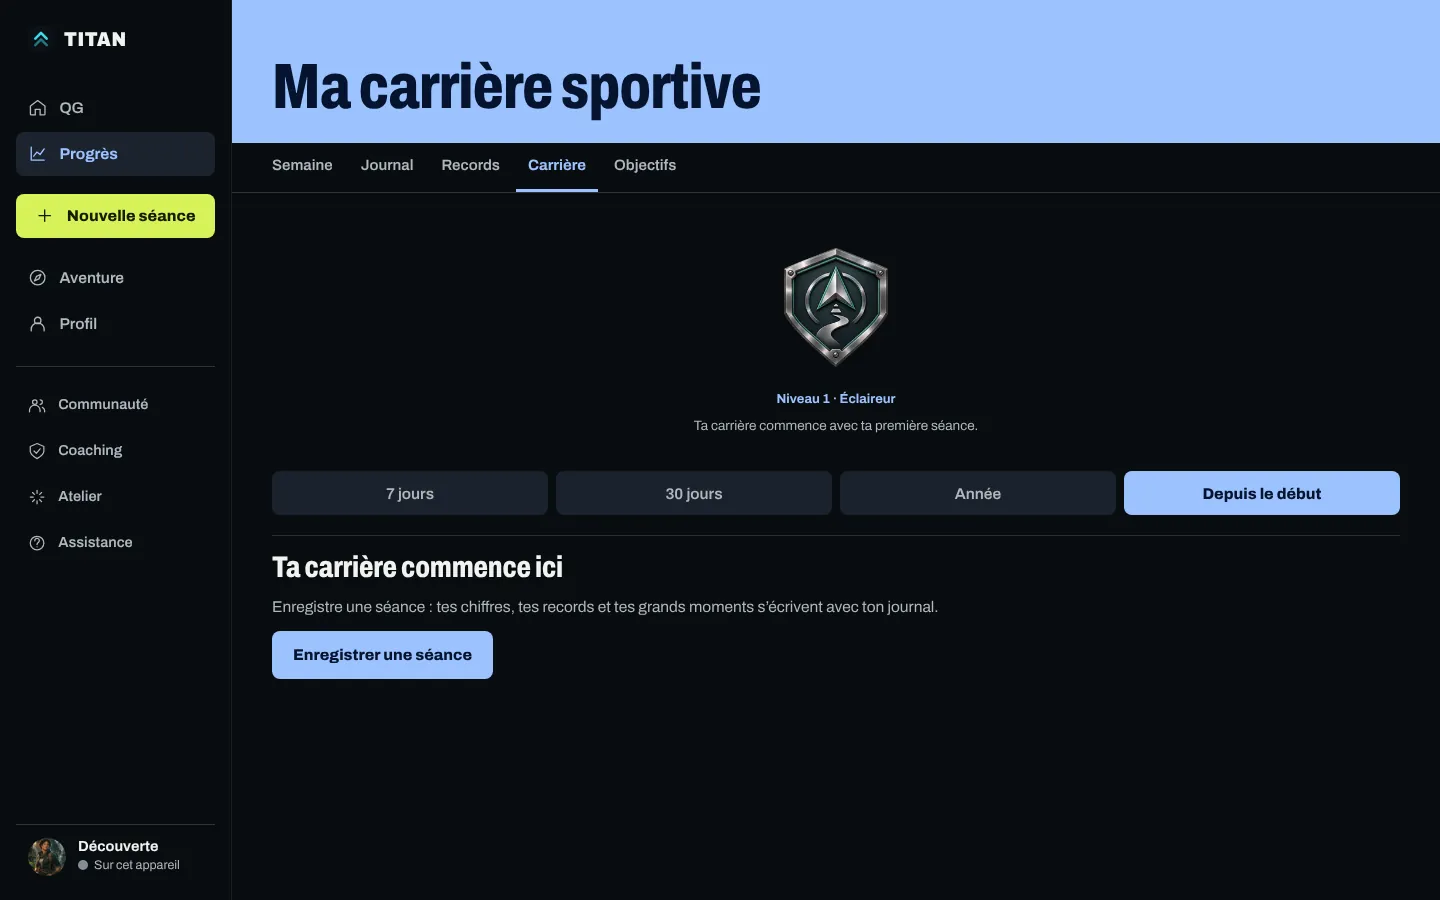 TITAN
QG
Progrès
Nouvelle séance
Aventure
Profil
Communauté
Coaching
Atelier
Assistance
Découverte
Sur cet appareil
Ma carrière sportive
Semaine
Journal
Records
Carrière
Objectifs
Niveau 1 · Éclaireur
Ta carrière commence avec ta première séance.
7 jours
30 jours
Année
Depuis le début
Ta carrière commence ici
Enregistre une séance : tes chiffres, tes records et tes grands moments s’écrivent avec ton journal.
Enregistrer une séance